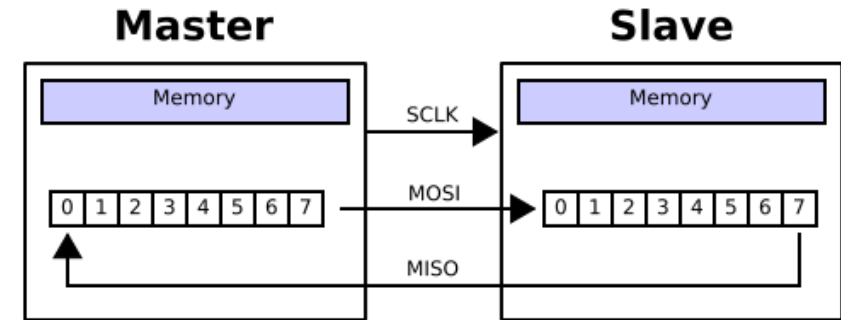 Master Slave
Memory Memory
SCLK
MOSI
0 1 2 3 4 5 6 7 0 1 2 3 4 5 6 7
MISO